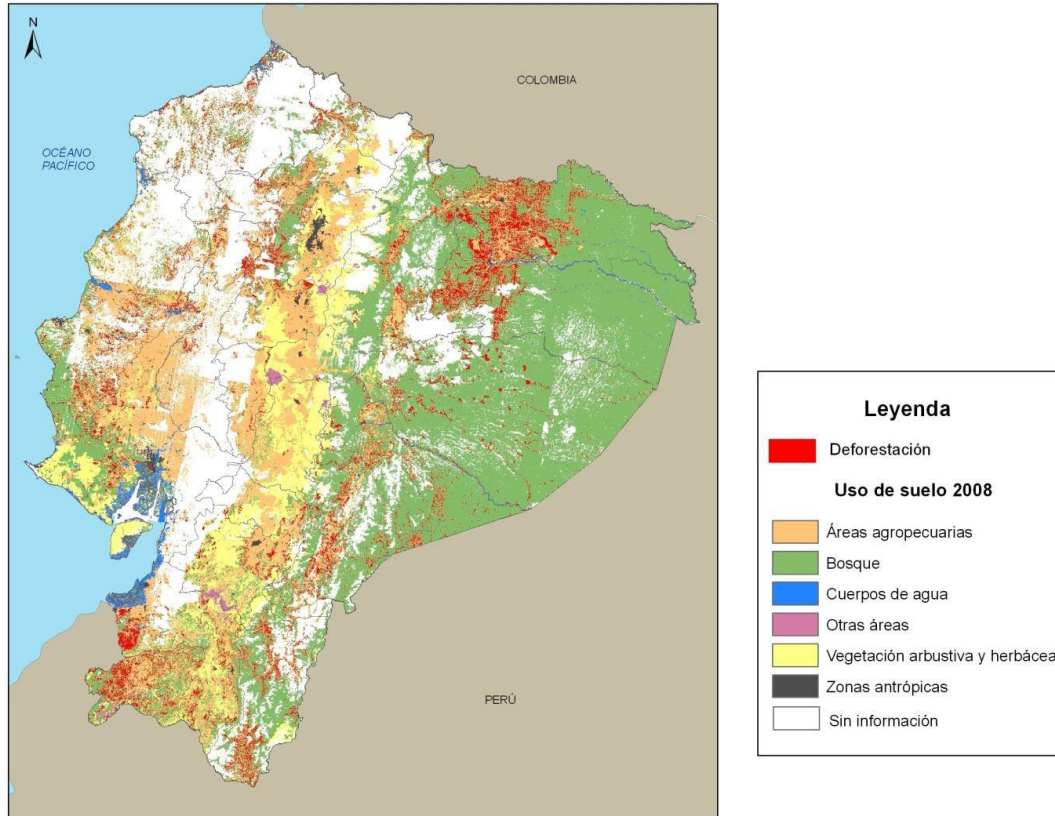 N
COLOMBIA
OCÉANO
PACÍFICO
PERÚ
Leyenda
Deforestación
Uso de suelo 2008
Áreas agropecuarias
Bosque
Cuerpos de agua
Otras áreas
Vegetación arbustiva y herbácea
Zonas antrópicas
Sin información